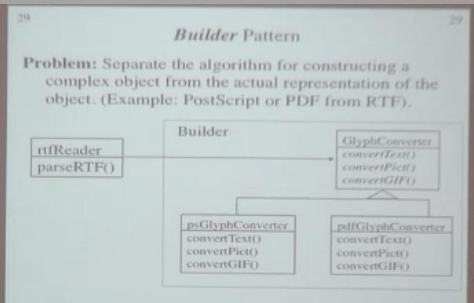 29
29
Builder Pattern
Problem: Separate the algorithm for constructing a
complex object from the actual representation of the
object. (Example: PostScript or PDF from RTF).
Builder
rtfReader
parseRTF()
GlyphConverter
convertText()
convertPict()
convertGIF()
psGlyphConverter
convertText()
convertPict()
convertGIF()
pdfGlyphConverter
convertText()
convertPict()
convertGIF()